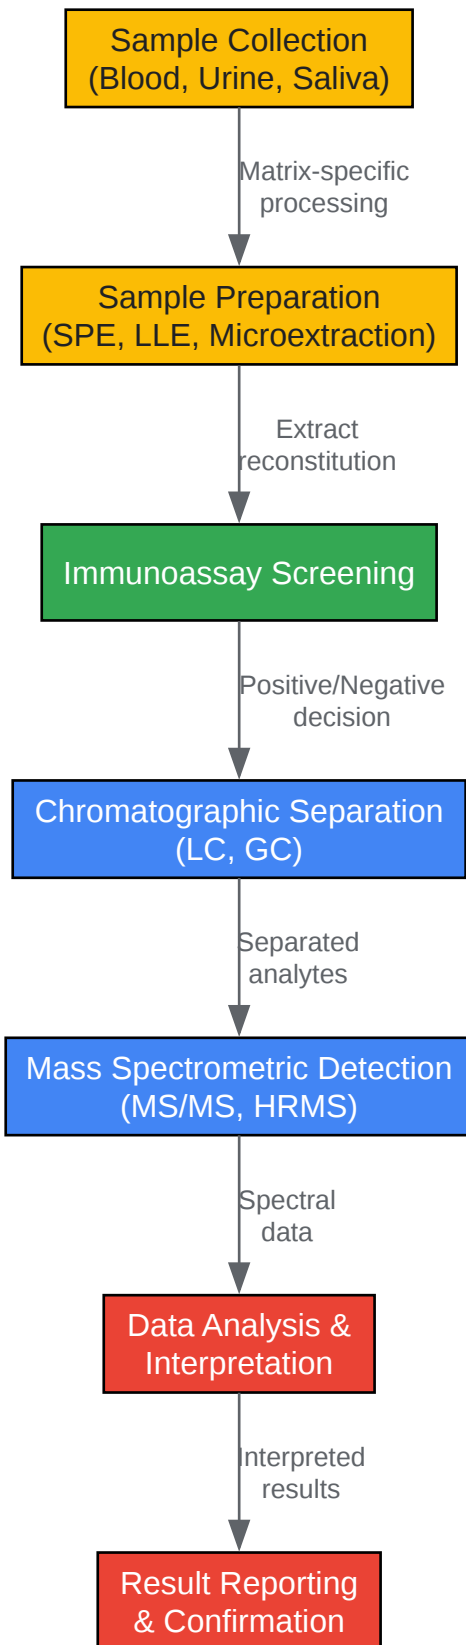 Sample Collection
(Blood, Urine, Saliva)
Matrix-specific
processing
Sample Preparation
(SPE, LLE, Microextraction)
Extract
reconstitution
Immunoassay Screening
Positive/Negative
decision
Chromatographic Separation
(LC, GC)
Separated
analytes
Mass Spectrometric Detection
(MS/MS, HRMS)
Spectral
data
Data Analysis &
Interpretation
Interpreted
results
Result Reporting
& Confirmation